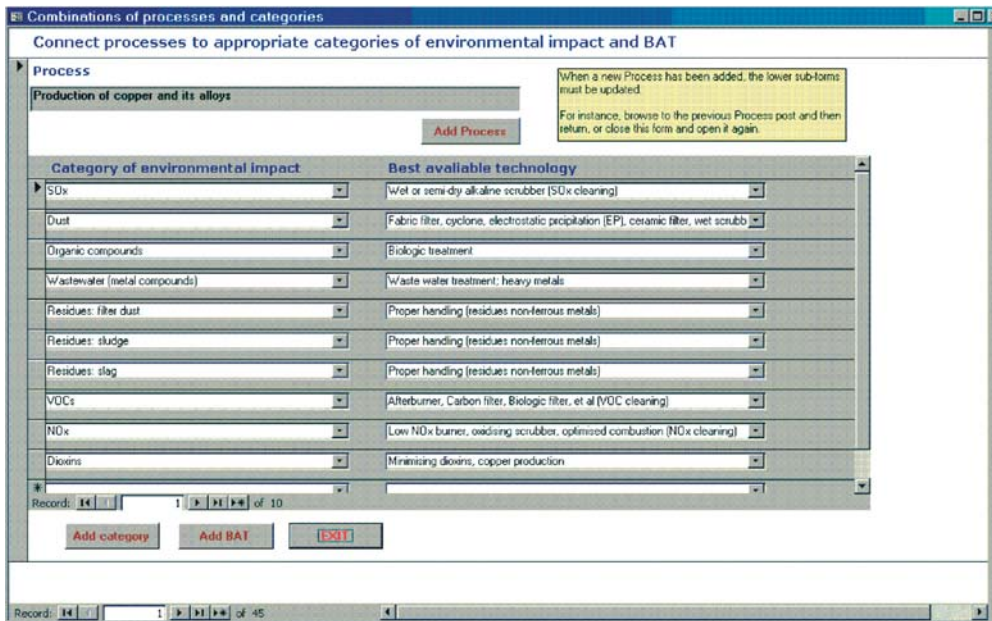 Combinations of processes and categories
Connect processes to appropriate categories of environmental impact and BAT
Process
Production of copper and its alloys
When a new Process has been added, the lower sub-forms
must be updated.
For instance, browse to the previous Process post and then
return, or close this form and open it again.
Add Process
Category of environmental impact Best avaliable technology
SOx Wet or semi-dry alkaline scrubber (SOx cleaning)
Dust Fabric filter, cyclone, electrostatic prcipitation (EP), ceramic filter, wet scrubb
Organic compounds Biologic treatment
Wastewater (metal compounds) Waste water treatment; heavy metals
Residues: filter dust Proper handling (residues non-ferrous metals)
Residues: sludge Proper handling (residues non-ferrous metals)
Residues: slag Proper handling (residues non-ferrous metals)
VOCs Afterburner, Carbon filter, Biologic filter, et al (VOC cleaning)
NOx Low NOx burner, oxidising scrubber, optimised combustion (NOx cleaning)
Dioxins Minimising dioxins, copper production
Record: 1 of 10
Add category Add BAT EXIT
Record: 1 of 45